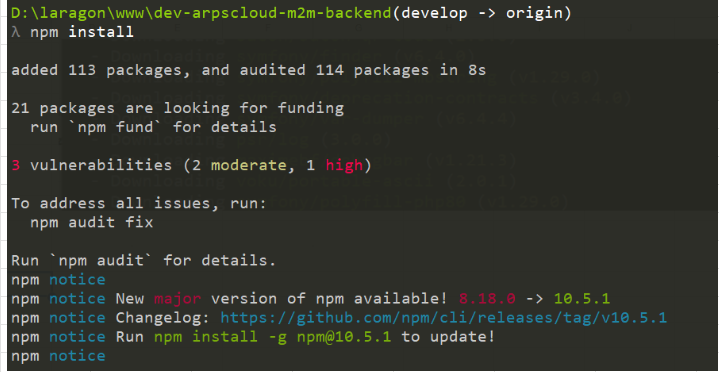 D:\laragon\www\dev-arpscloud-m2m-backend(develop -> origin)
λ npm install
added 113 packages, and audited 114 packages in 8s
21 packages are looking for funding
run `npm fund` for details
3 vulnerabilities (2 moderate, 1 high)
To address all issues, run:
npm audit fix
Run `npm audit` for details.
npm notice
npm notice New major version of npm available! 8.18.0 -> 10.5.1
npm notice Changelog: https://github.com/npm/cli/releases/tag/v10.5.1
npm notice Run npm install -g npm@10.5.1 to update!
npm notice